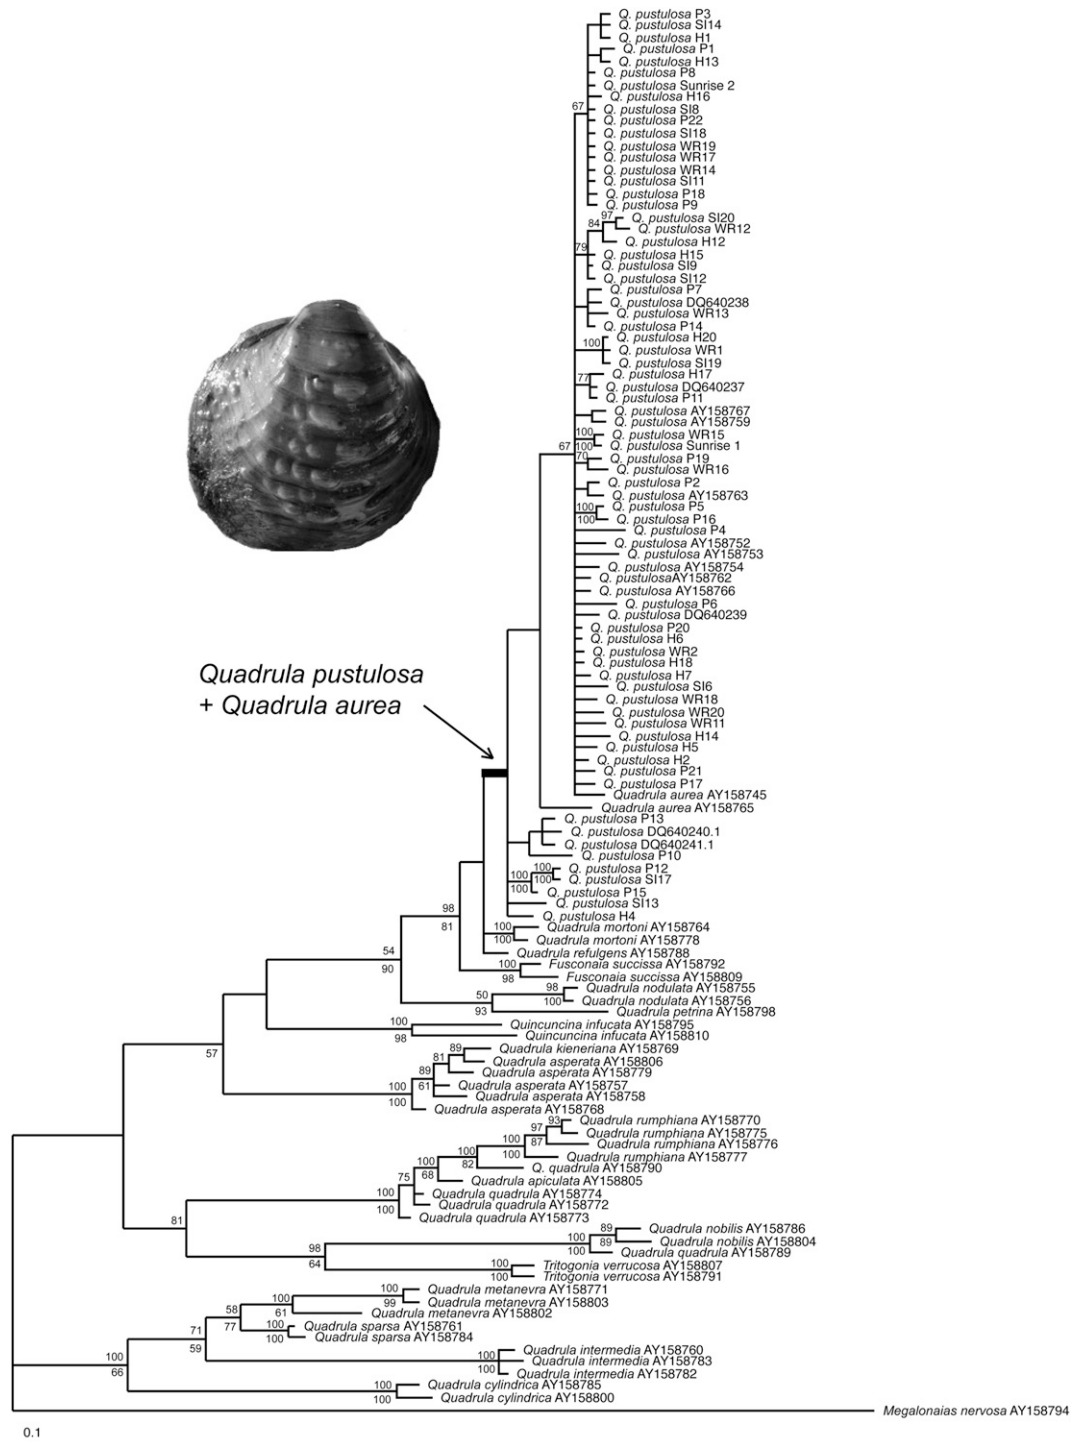 Q. pustulosa P3
Q. pustulosa SI14
Q. pustulosa H1
Q. pustulosa P1
Q. pustulosa H13
Q. pustulosa P8
Q. pustulosa Sunrise 2
Q. pustulosa H16
67
Q. pustulosa SI8
Q. pustulosa P22
Q. pustulosa SI18
Q. pustulosa WR19
Q. pustulosa WR17
Q. pustulosa WR14
Q. pustulosa SI11
Q. pustulosa P18
Q. pustulosa P9
97
Q. pustulosa SI20
84
Q. pustulosa WR12
Q. pustulosa H12
79
Q. pustulosa H15
Q. pustulosa SI9
Q. pustulosa SI12
Q. pustulosa P7
Q. pustulosa DQ640238
Q. pustulosa WR13
Q. pustulosa P14
Q. pustulosa H20
100
Q. pustulosa WR1
Q. pustulosa SI19
Q. pustulosa H17
77
Q. pustulosa DQ640237
Q. pustulosa P11
Q. pustulosa AY158767
Q. pustulosa AY158759
100
Q. pustulosa WR15
67
100
Q. pustulosa Sunrise 1
70
Q. pustulosa P19
Q. pustulosa WR16
Q. pustulosa P2
Q. pustulosa AY158763
100
Q. pustulosa P5
100
Q. pustulosa P16
Q. pustulosa P4
Q. pustulosa AY158752
Q. pustulosa AY158753
Q. pustulosa AY158754
Q. pustulosaAY158762
Q. pustulosa AY158766
Q. pustulosa P6
Q. pustulosa DQ640239
Q. pustulosa P20
Q. pustulosa H6
Q. pustulosa WR2
Q. pustulosa H18
Q. pustulosa H7
Q. pustulosa SI6
Q. pustulosa WR18
Q. pustulosa WR20
Q. pustulosa WR11
Q. pustulosa H14
Q. pustulosa H5
Q. pustulosa H2
Q. pustulosa P21
Q. pustulosa P17
Quadrula pustulosa
+ Quadrula aurea
Quadrula aurea AY158745
Quadrula aurea AY158765
Q. pustulosa P13
Q. pustulosa DQ640240.1
Q. pustulosa DQ640241.1
Q. pustulosa P10
100
Q. pustulosa P12
100
100
Q. pustulosa SI17
100
Q. pustulosa P15
Q. pustulosa SI13
98
Q. pustulosa H4
81
100
Quadrula mortoni AY158764
100
Quadrula mortoni AY158778
54
Quadrula refulgens AY158788
90
100
Fusconaia succissa AY158792
98
Fusconaia succissa AY158809
98
Quadrula nodulata AY158755
50
100
Quadrula nodulata AY158756
93
Quadrula petrina AY158798
100
Quincuncina infucata AY158795
98
Quincuncina infucata AY158810
57
89
Quadrula kieneriana AY158769
81
Quadrula asperata AY158806
89
Quadrula asperata AY158779
100
61
Quadrula asperata AY158757
100
Quadrula asperata AY158758
Quadrula asperata AY158768
93
Quadrula rumphiana AY158770
97
Quadrula rumphiana AY158775
100
87
Quadrula rumphiana AY158776
100
100
Quadrula rumphiana AY158777
100
82
Q. quadrula AY158790
75
68
Quadrula apiculata AY158805
100
Quadrula quadrula AY158774
100
Quadrula quadrula AY158772
Quadrula quadrula AY158773
81
89
Quadrula nobilis AY158786
100
89
Quadrula nobilis AY158804
98
100
Quadrula quadrula AY158789
64
100
Tritogonia verrucosa AY158807
100
Tritogonia verrucosa AY158791
100
Quadrula metanevra AY158771
100
99
Quadrula metanevra AY158803
58
61
Quadrula metanevra AY158802
77
100
Quadrula sparsa AY158761
71
100
Quadrula sparsa AY158784
59
Quadrula intermedia AY158760
100
100
Quadrula intermedia AY158783
66
100
Quadrula intermedia AY158782
100
Quadrula cylindrica AY158785
100
Quadrula cylindrica AY158800
Megalonaias nervosa AY158794
0.1